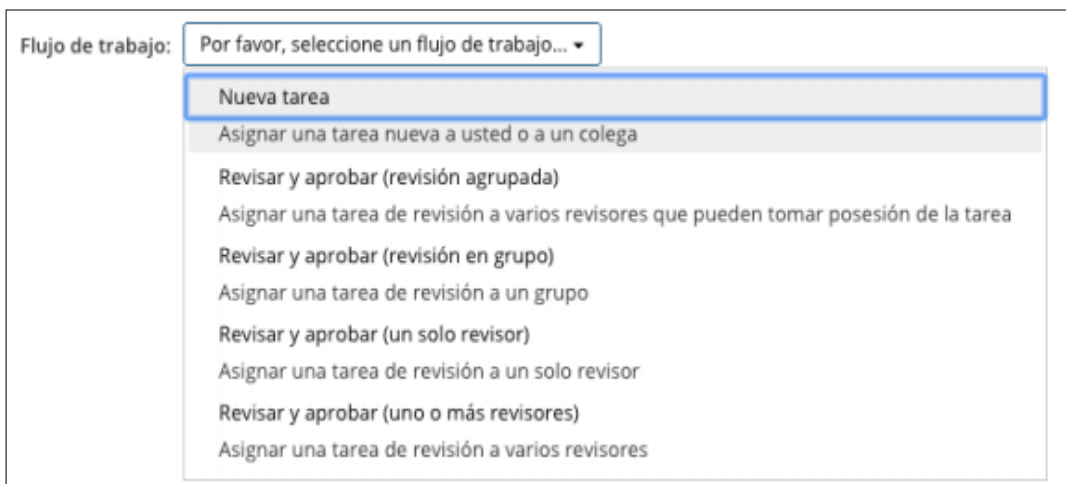 Flujo de trabajo: Por favor, seleccione un flujo de trabajo...
Nueva tarea
Asignar una tarea nueva a usted o a un colega
Revisar y aprobar (revisión agrupada)
Asignar una tarea de revisión a varios revisores que pueden tomar posesión de la tarea
Revisar y aprobar (revisión en grupo)
Asignar una tarea de revisión a un grupo
Revisar y aprobar (un solo revisor)
Asignar una tarea de revisión a un solo revisor
Revisar y aprobar (uno o más revisores)
Asignar una tarea de revisión a varios revisores